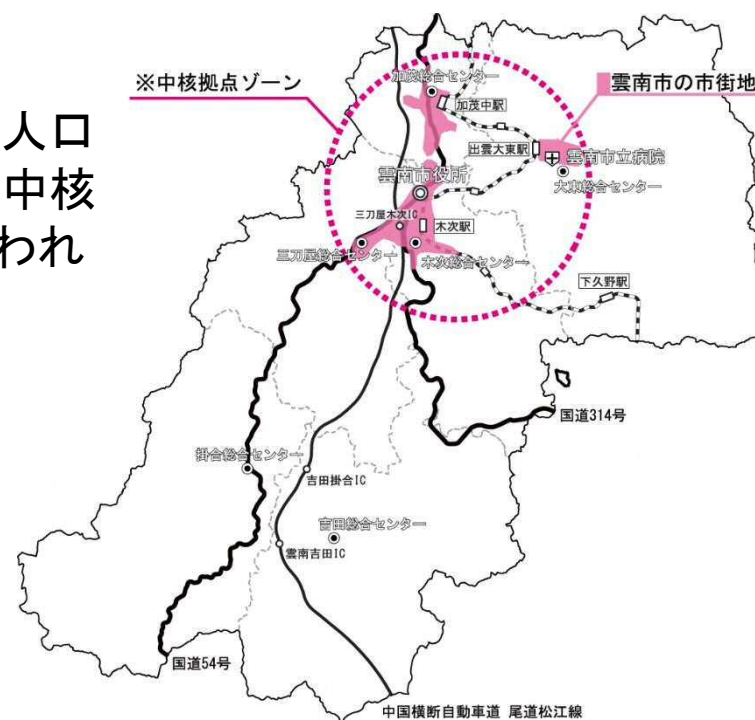 ※中核拠点ゾーン
雲南市の市街地
人口
中核
われ
加茂総合センター
加茂中駅
出雲大東駅
雲南市立病院
大東総合センター
雲南市役所
三刀屋木次IC
木次駅
三刀屋総合センター
木次総合センター
下久野駅
国道314号
掛合総合センター
吉田掛合IC
吉田総合センター
雲南吉田IC
国道54号
中国横断自動車道 尾道松江線